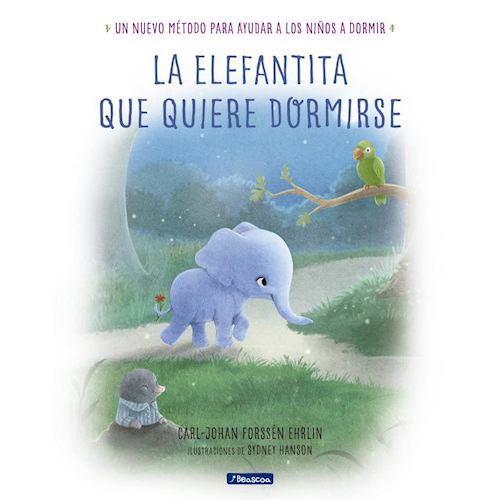 UN NUEVO MÉTODO PARA AYUDAR A LOS NIÑOS A DORMIR
LA ELEFANTITA
QUE QUIERE DORMIRSE
CARL-JOHAN FORSSÉN EHRLIN
ILUSTRACIONES DE SYDNEY HANSON
Beascoa